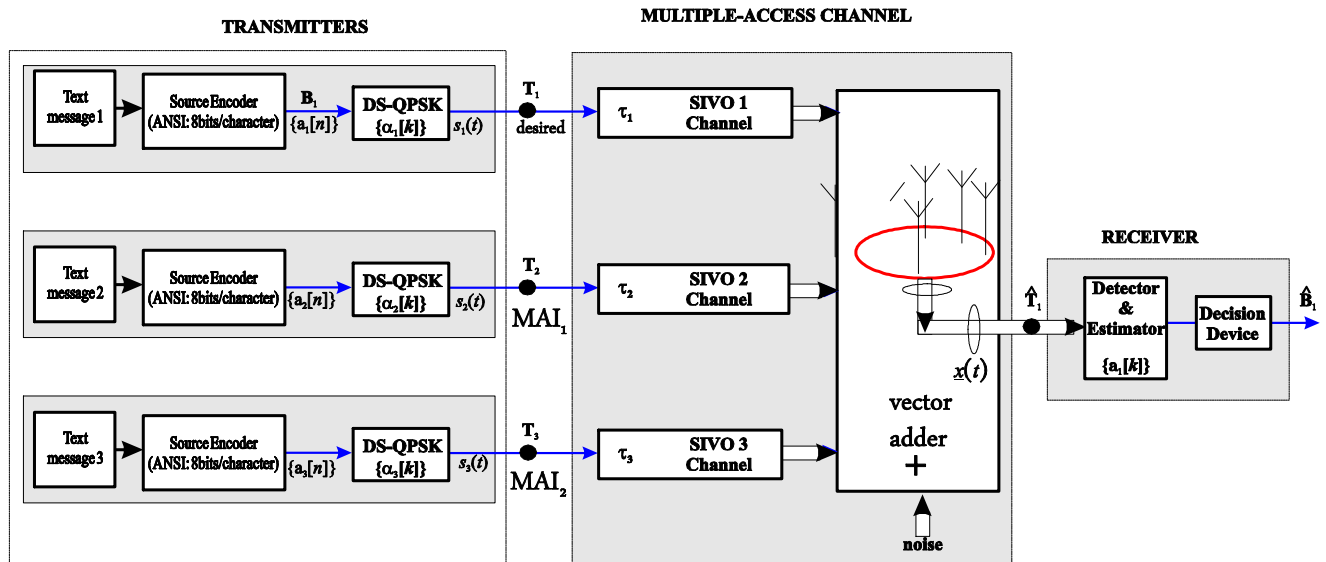 TRANSMITTERS
MULTIPLE-ACCESS CHANNEL
Text
message 1
Source Encoder
(ANSI: 8bits/character)
B₁
{a₁[n]}
DS-QPSK
{α₁[k]}
s₁(t)
T₁
desired
τ₁
SIVO 1
Channel
Text
message 2
Source Encoder
(ANSI: 8bits/character)
{a₂[n]}
DS-QPSK
{α₂[k]}
s₂(t)
T₂
MAI₁
τ₂
SIVO 2
Channel
Text
message 3
Source Encoder
(ANSI: 8bits/character)
{a₃[n]}
DS-QPSK
{α₃[k]}
s₃(t)
T₃
MAI₂
τ₃
SIVO 3
Channel
x(t)
vector
adder
+
noise
RECEIVER
T̂₁
Detector
&
Estimator
{a₁[k]}
Decision
Device
B̂₁